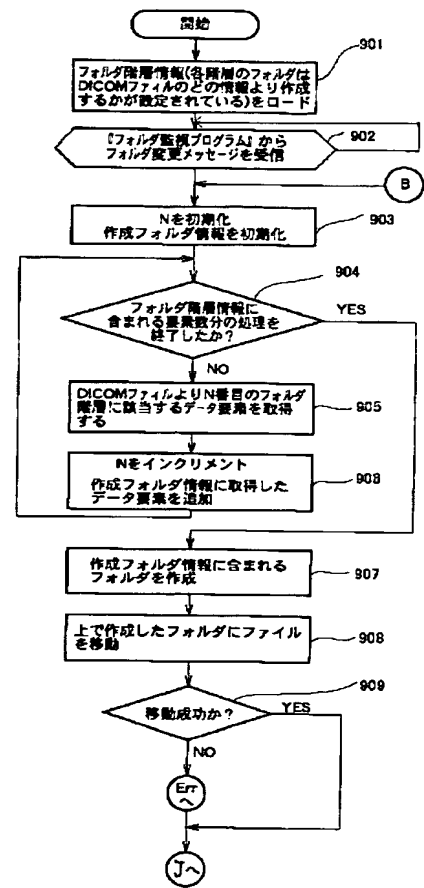 開始
901
フォルダ階層情報(各階層のフォルダは
DICOMファイルのどの情報より作成
するかが設定されている)をロード
902
『フォルダ監視プログラム』から
フォルダ変更メッセージを受信
B
Nを初期化
作成フォルダ情報を初期化
903
904
フォルダ階層情報に
含まれる要素数分の処理を
終了したか?
YES
NO
DICOMファイルよりN番目のフォルダ
階層に該当するデータ要素を取得
する
905
Nをインクリメント
作成フォルダ情報に取得した
データ要素を追加
908
作成フォルダ情報に含まれる
フォルダを作成
907
上で作成したフォルダにファイル
を移動
908
909
移動成功か?
YES
NO
Err
へ
Jへ